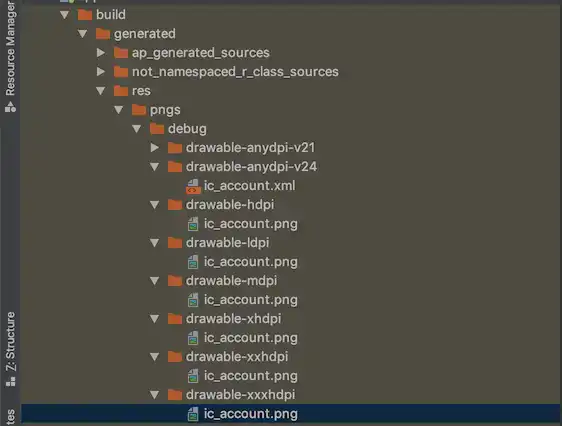 build
generated
ap_generated_sources
not_namespaced_r_class_sources
res
pngs
debug
drawable-anydpi-v21
drawable-anydpi-v24
ic_account.xml
drawable-hdpi
ic_account.png
drawable-ldpi
ic_account.png
drawable-mdpi
ic_account.png
drawable-xhdpi
ic_account.png
drawable-xxhdpi
ic_account.png
drawable-xxxhdpi
ic_account.png
Resource Manager
Z: Structure